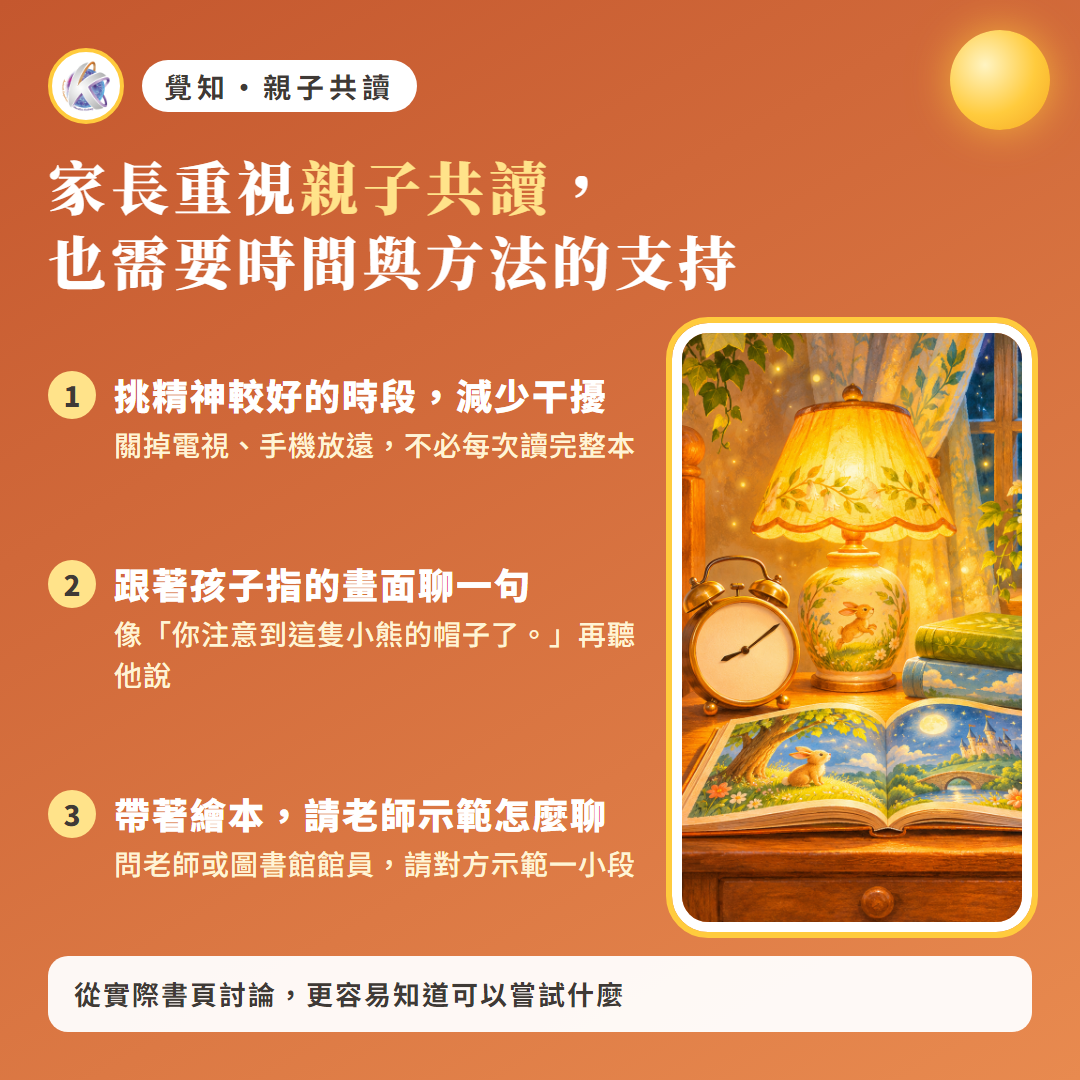 覺知・親子共讀
家長重視親子共讀，
也需要時間與方法的支持
1 挑精神較好的時段，減少干擾
關掉電視、手機放遠，不必每次讀完整本
2 跟著孩子指的畫面聊一句
像「你注意到這隻小熊的帽子了。」再聽
他說
3 帶著繪本，請老師示範怎麼聊
問老師或圖書館館員，請對方示範一小段
從實際書頁討論，更容易知道可以嘗試什麼